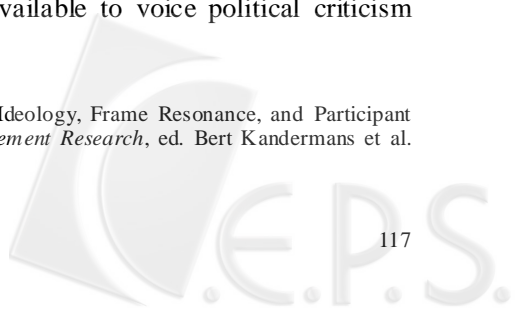 vailable to voice political criticism
Ideology, Frame Resonance, and Participant
ement Research, ed. Bert Kandermans et al.
117
C.E.P.S.